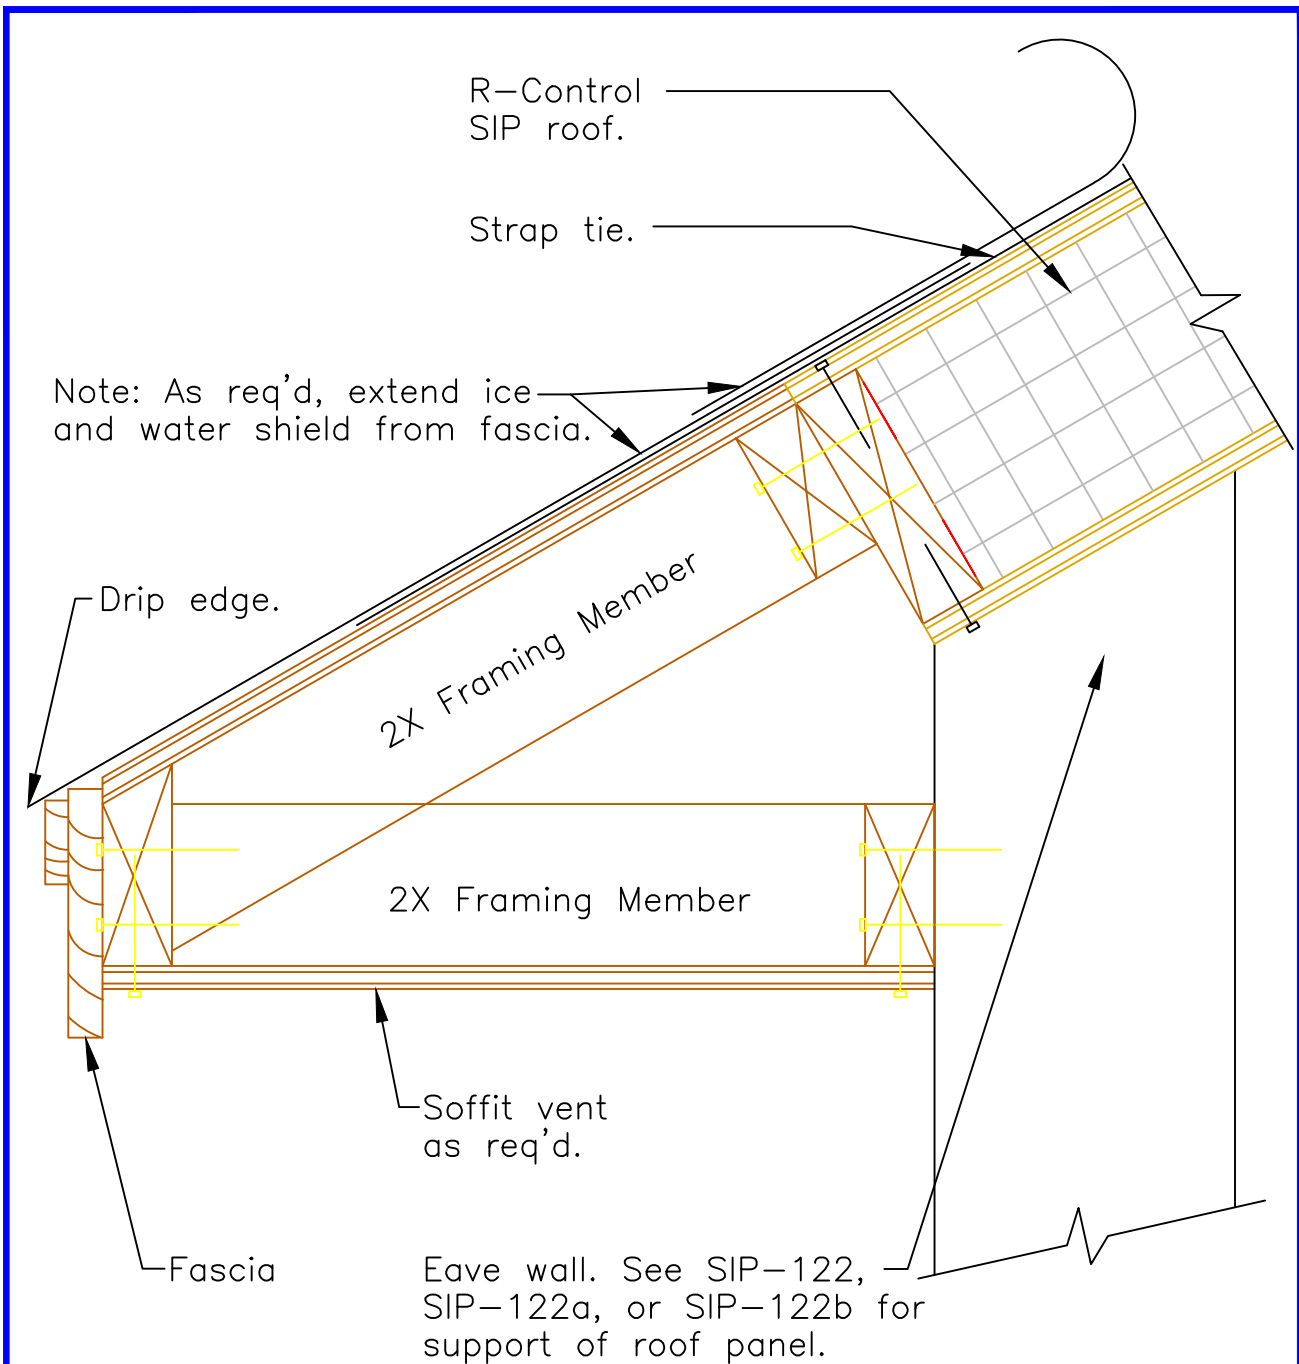 R-Control
SIP roof.
Strap tie.
Note: As req'd, extend ice
and water shield from fascia.
Drip edge.
2X Framing Member
2X Framing Member
Soffit vent
as req'd.
Fascia
Eave wall. See SIP-122,
SIP-122a, or SIP-122b for
support of roof panel.